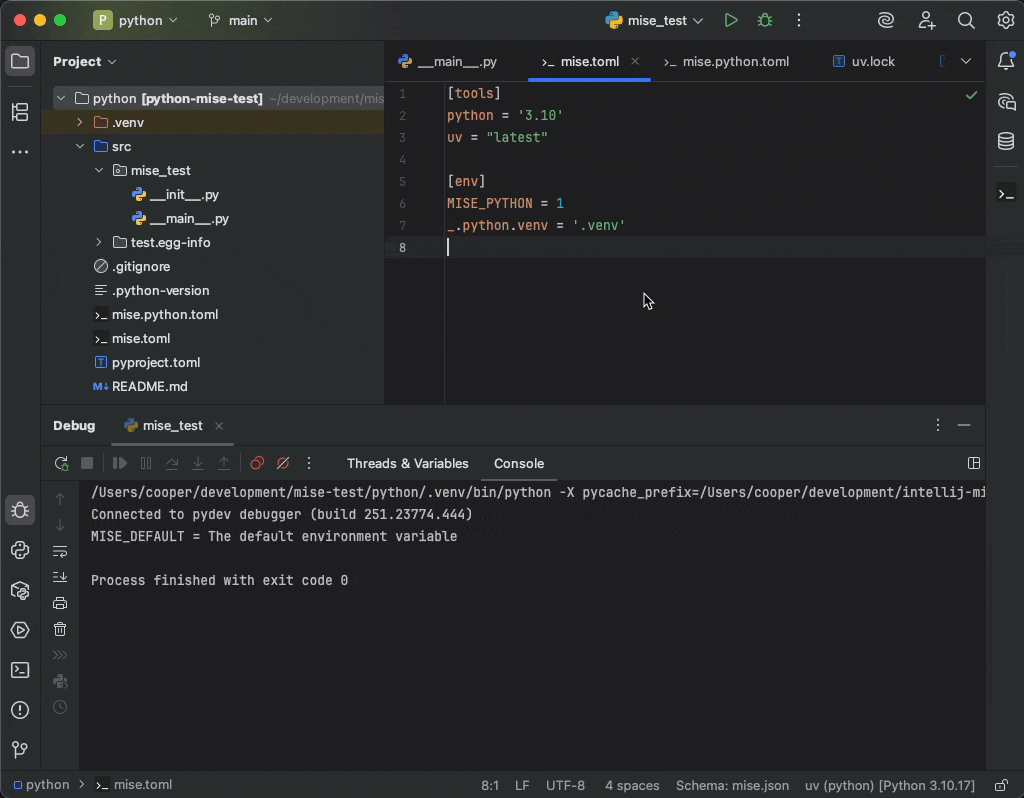 P python main mise_test
Project
__main__.py mise.toml mise.python.toml uv.lock
python [python-mise-test] ~/development/mis
.venv
src
mise_test
__init__.py
__main__.py
test.egg-info
.gitignore
.python-version
mise.python.toml
mise.toml
pyproject.toml
README.md
1 [tools]
2 python = '3.10'
3 uv = "latest"
4
5 [env]
6 MISE_PYTHON = 1
7 _.python.venv = '.venv'
8
Debug mise_test
Threads & Variables Console
/Users/cooper/development/mise-test/python/.venv/bin/python -X pycache_prefix=/Users/cooper/development/intellij-mi
Connected to pydev debugger (build 251.23774.444)
MISE_DEFAULT = The default environment variable
Process finished with exit code 0
python > mise.toml 8:1 LF UTF-8 4 spaces Schema: mise.json uv (python) [Python 3.10.17]